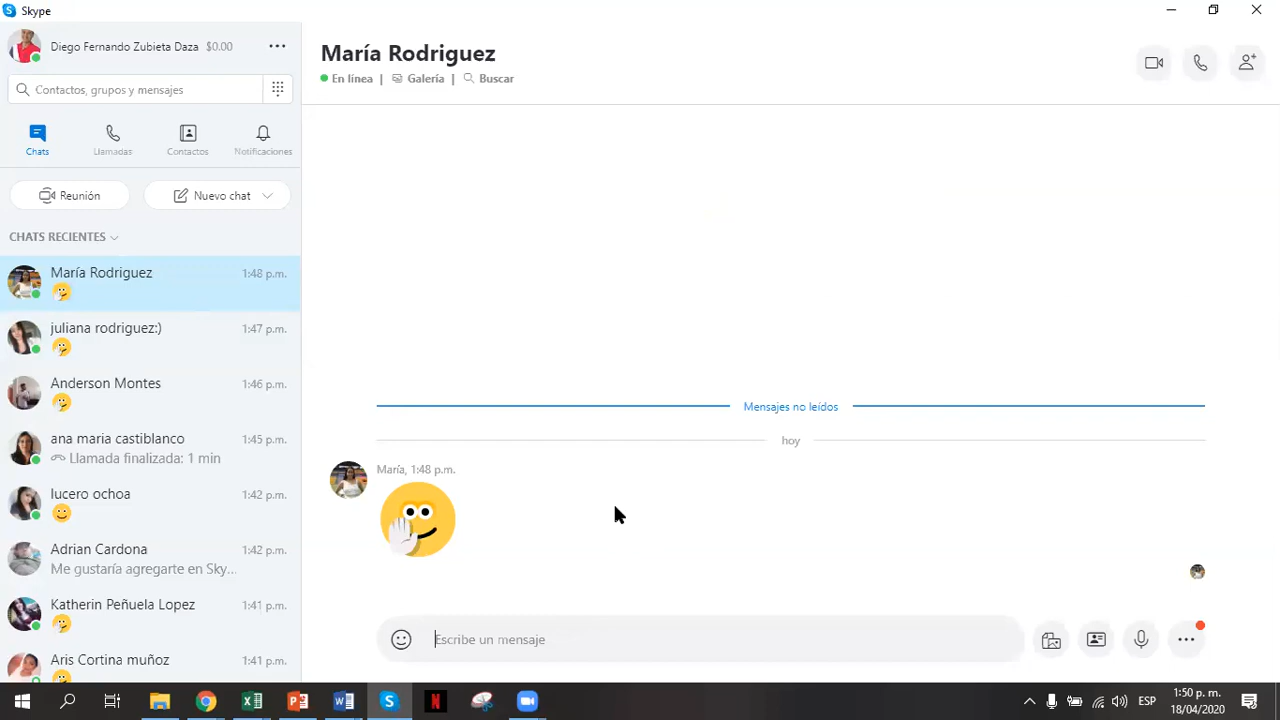 Skype
Diego Fernando Zubieta Daza $0.00
Contactos, grupos y mensajes
Chats
Llamadas
Contactos
Notificaciones
Reunión
Nuevo chat
CHATS RECIENTES
María Rodriguez 1:48 p.m.
juliana rodriguez:) 1:47 p.m.
Anderson Montes 1:46 p.m.
ana maria castiblanco 1:45 p.m.
Llamada finalizada: 1 min
lucero ochoa 1:42 p.m.
Adrian Cardona 1:42 p.m.
Me gustaría agregarte en Sky...
Katherin Peñuela Lopez 1:41 p.m.
Aris Cortina muñoz 1:41 p.m.
María Rodriguez
En línea | Galería | Buscar
Mensajes no leídos
hoy
María, 1:48 p.m.
Escribe un mensaje
ESP
1:50 p. m.
18/04/2020